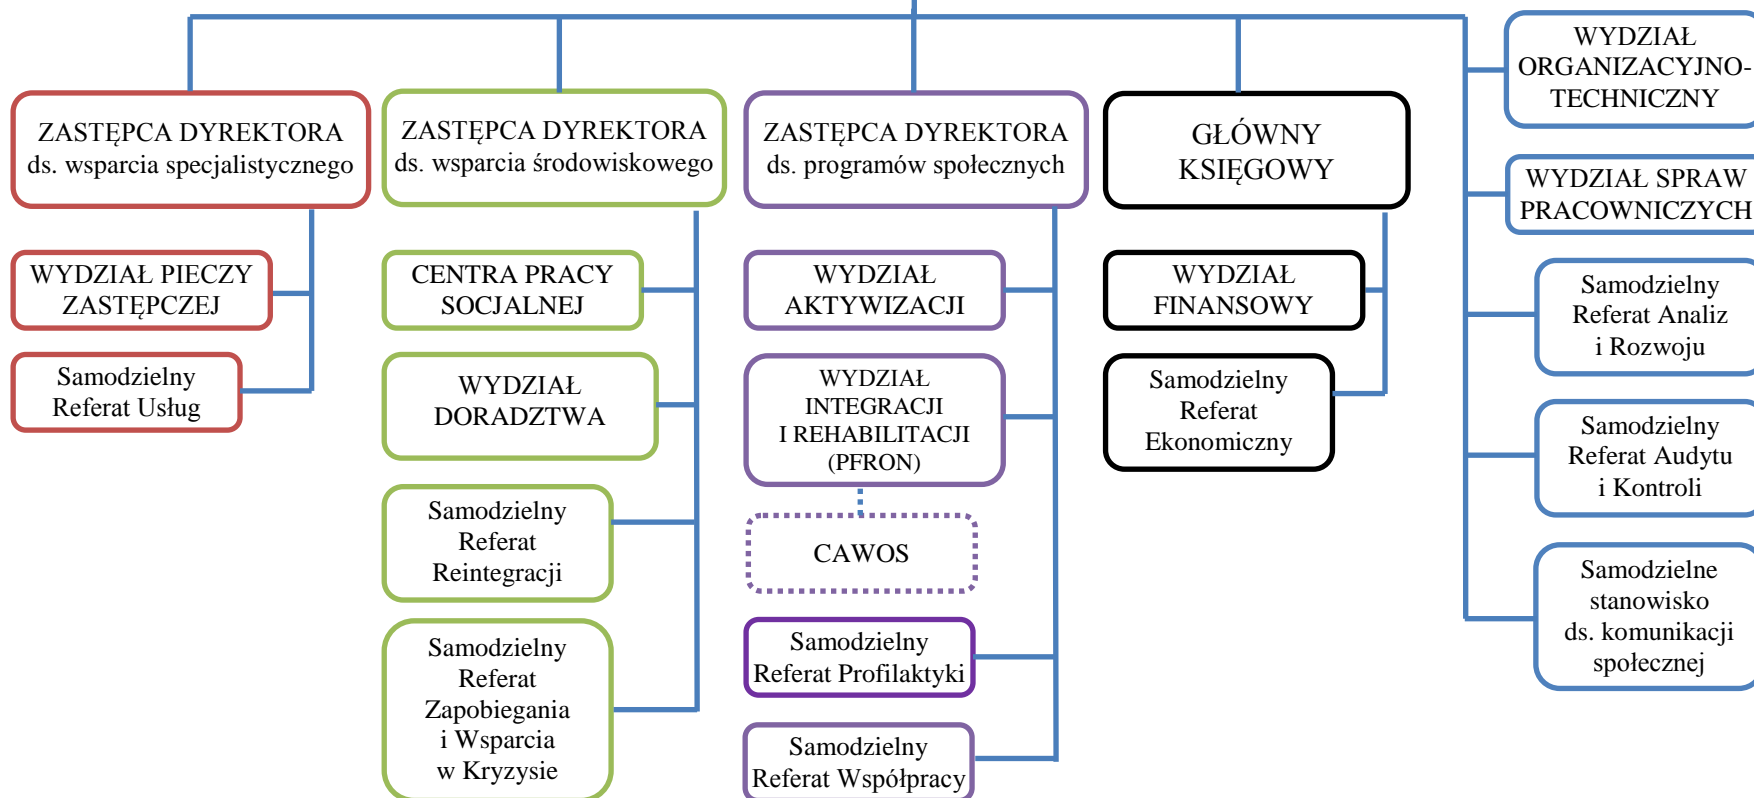 ZASTĘPCA DYREKTORA
ds. wsparcia specjalistycznego
WYDZIAŁ PIECZY
ZASTĘPCZEJ
Samodzielny
Referat Usług
ZASTĘPCA DYREKTORA
ds. wsparcia środowiskowego
CENTRA PRACY
SOCJALNEJ
WYDZIAŁ
DORADZTWA
Samodzielny
Referat
Reintegracji
Samodzielny
Referat
Zapobiegania
i Wsparcia
w Kryzysie
ZASTĘPCA DYREKTORA
ds. programów społecznych
WYDZIAŁ
AKTYWIZACJI
WYDZIAŁ
INTEGRACJI
I REHABILITACJI
(PFRON)
CAWOS
Samodzielny
Referat Profilaktyki
Samodzielny
Referat Współpracy
GŁÓWNY
KSIĘGOWY
WYDZIAŁ
FINANSOWY
Samodzielny
Referat
Ekonomiczny
WYDZIAŁ
ORGANIZACYJNO-
TECHNICZNY
WYDZIAŁ SPRAW
PRACOWNICZYCH
Samodzielny
Referat Analiz
i Rozwoju
Samodzielny
Referat Audytu
i Kontroli
Samodzielne
stanowisko
ds. komunikacji
społecznej